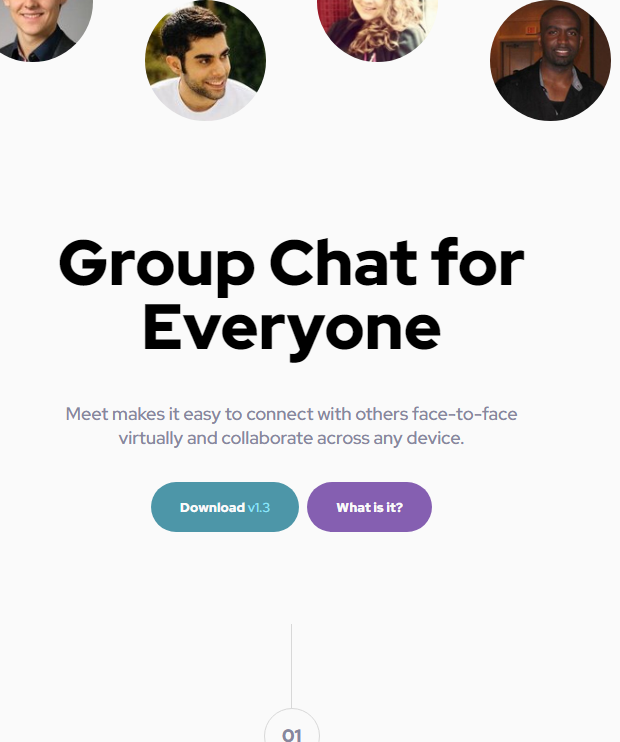 Group Chat for
Everyone
Meet makes it easy to connect with others face-to-face
virtually and collaborate across any device.
Download v1.3 What is it?
01